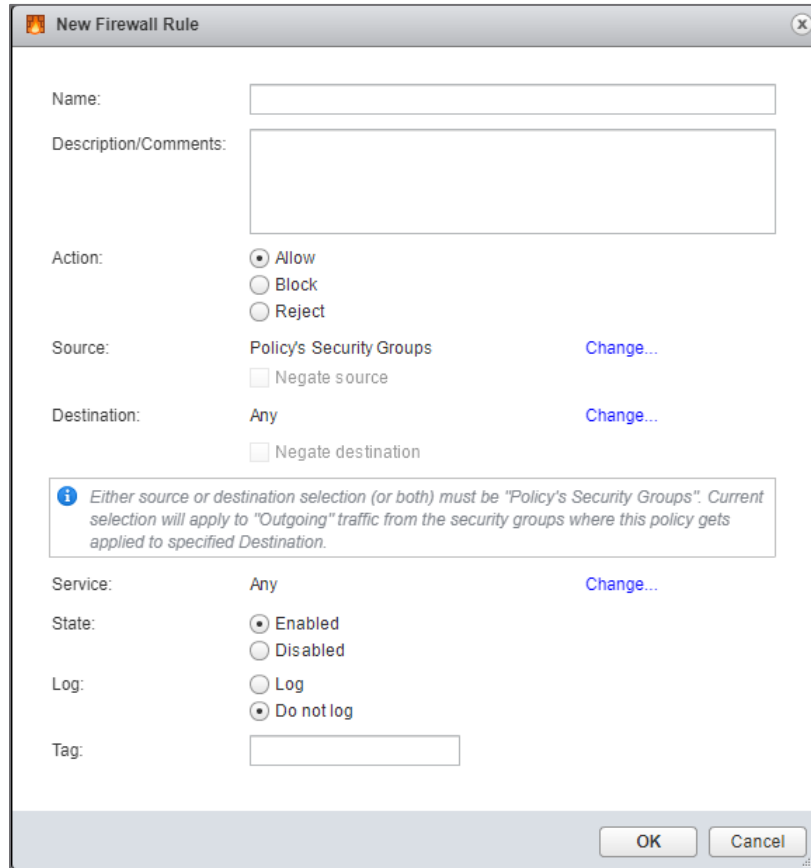 New Firewall Rule
Name:
Description/Comments:
Action:
Allow
Block
Reject
Source: Policy's Security Groups Change...
Negate source
Destination: Any Change...
Negate destination
Either source or destination selection (or both) must be "Policy's Security Groups". Current
selection will apply to "Outgoing" traffic from the security groups where this policy gets
applied to specified Destination.
Service: Any Change...
State: Enabled
Disabled
Log: Log
Do not log
Tag:
OK Cancel